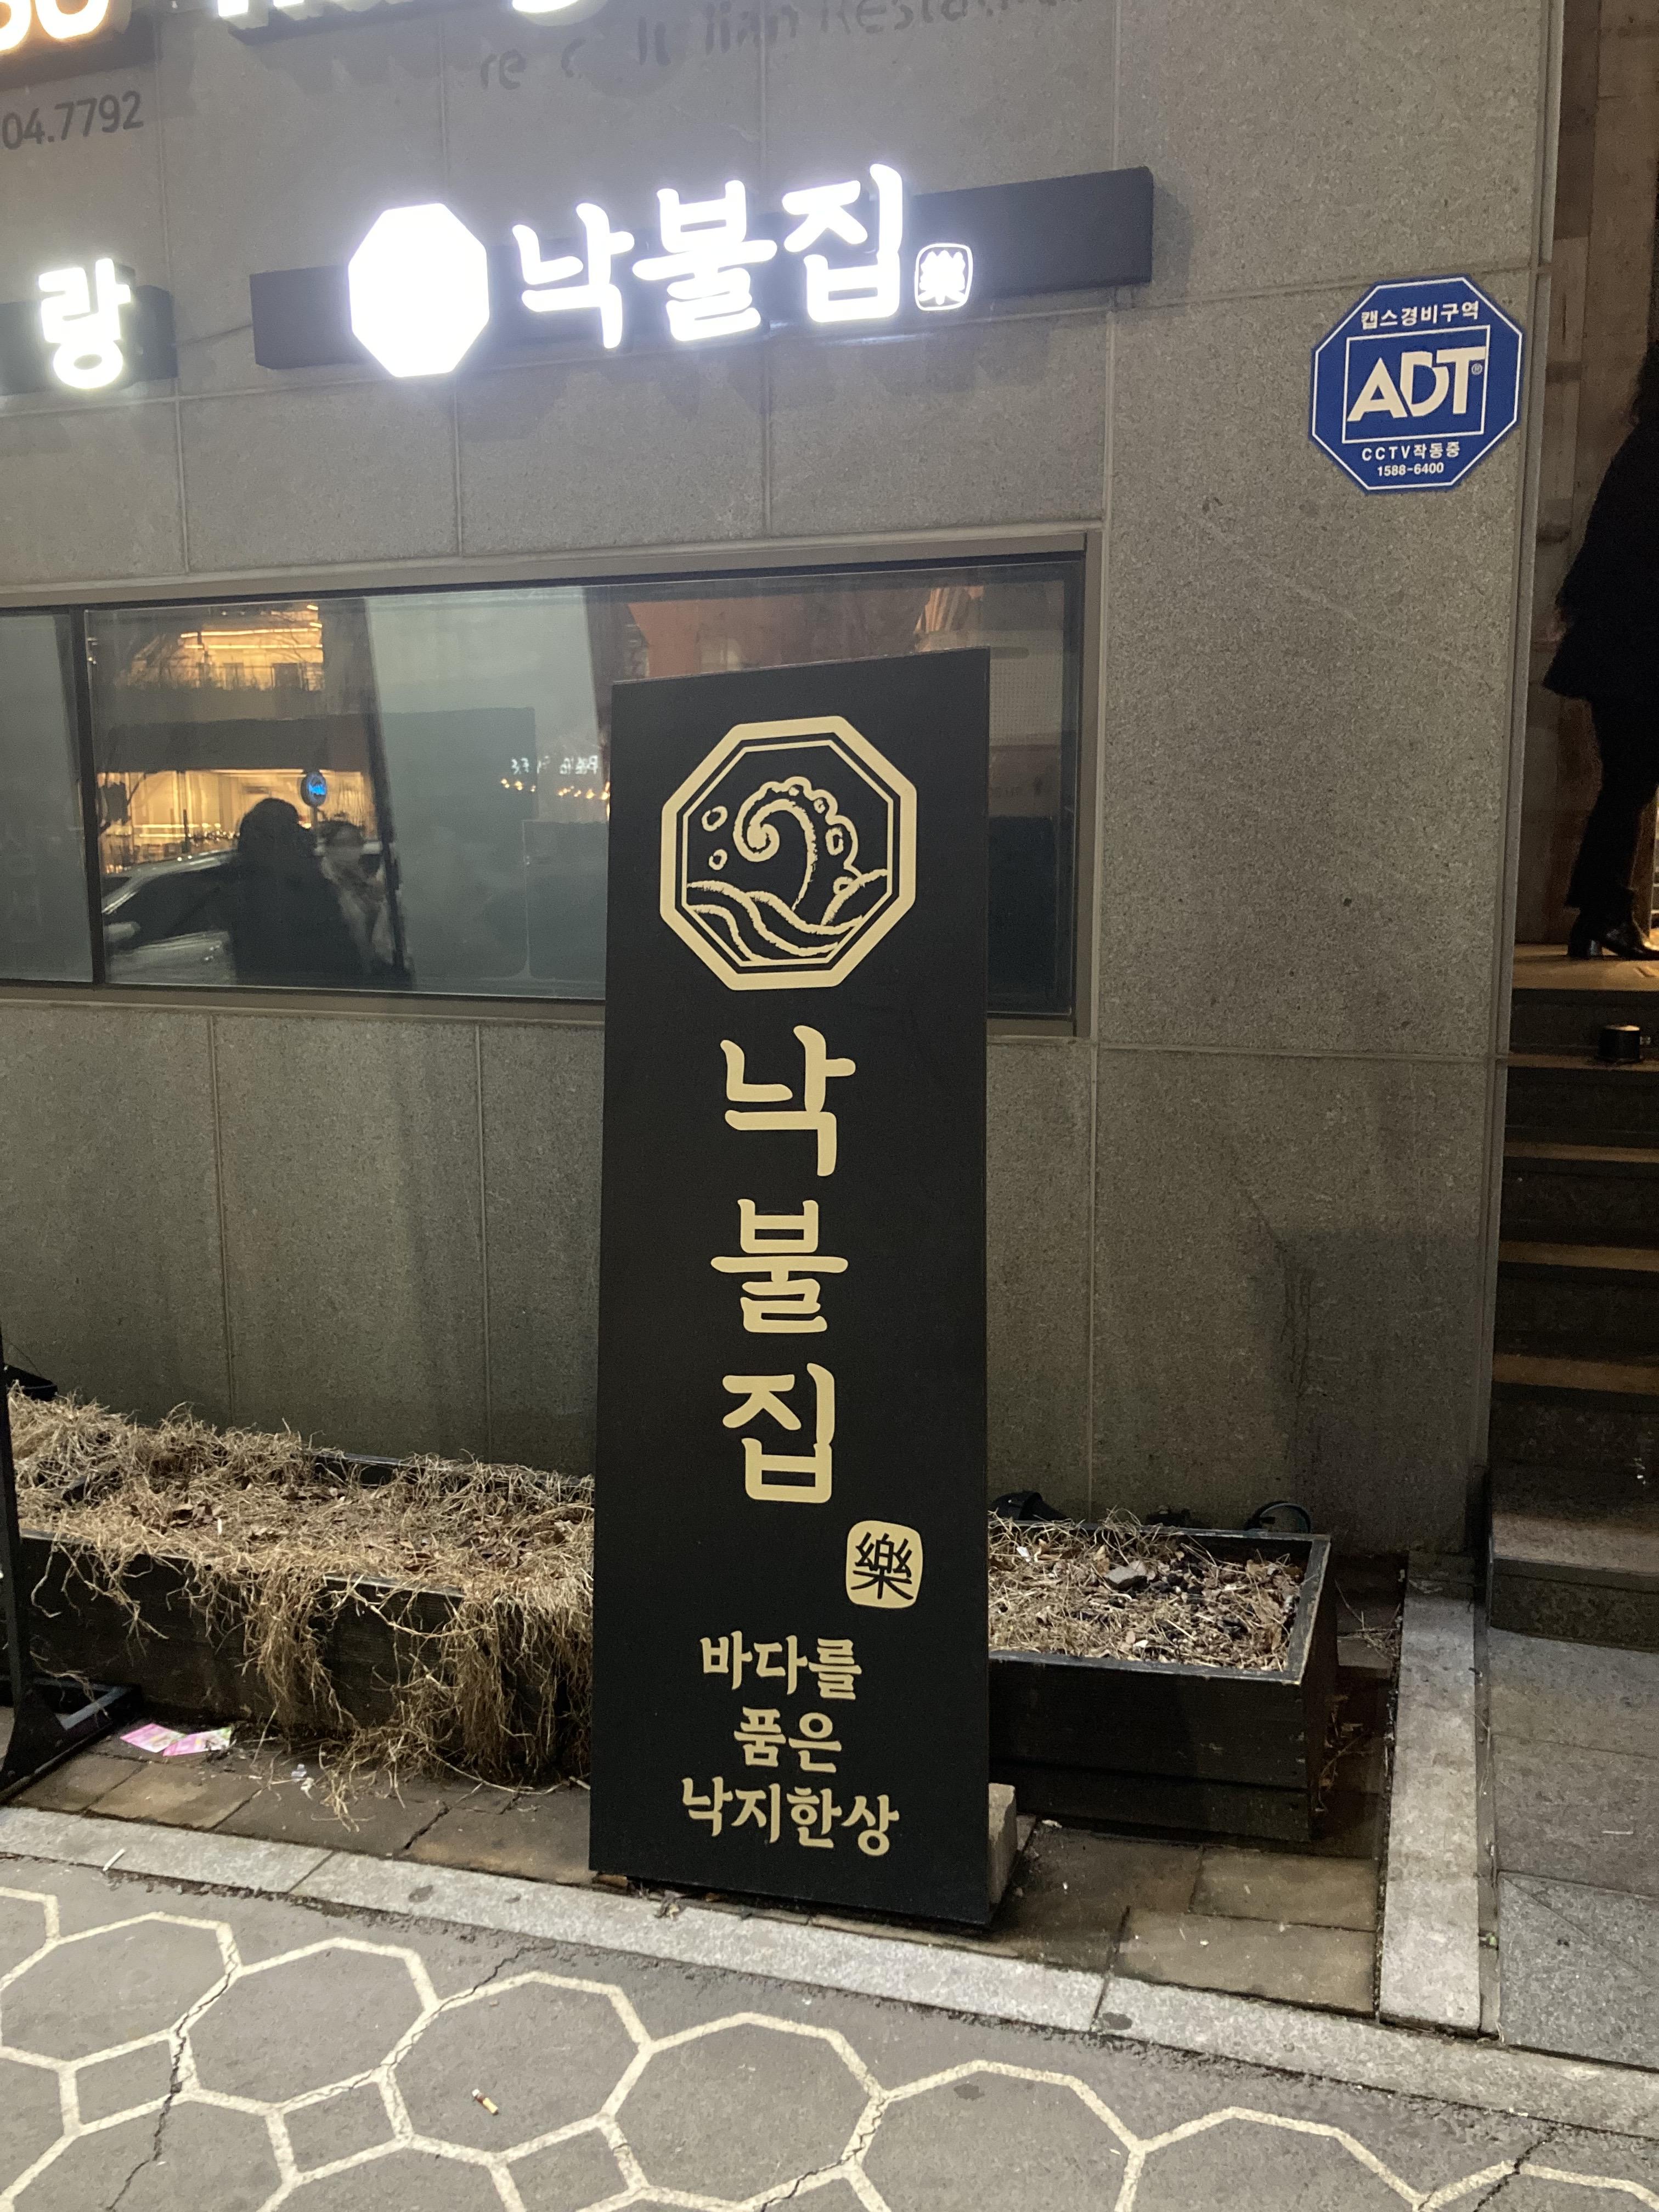 04.7792
랑
낙불집
樂
캡스경비구역
ADT®
CCTV작동중
1588-6400
낙불집
樂
바다를
품은
낙지한상